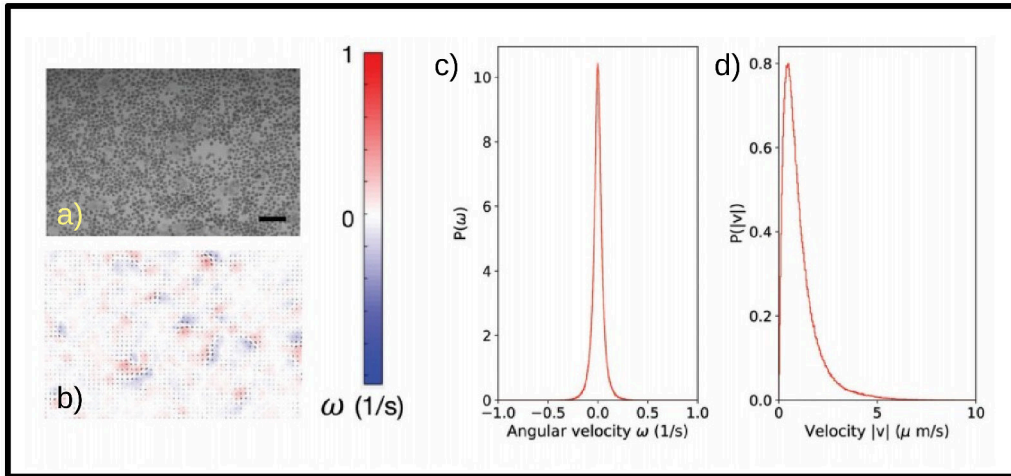 a)
b)
1
0
ω (1/s)
c)
10
8
6
4
2
0
−1.0 −0.5 0.0 0.5 1.0
P(ω)
Angular velocity ω (1/s)
d)
0.8
0.6
0.4
0.2
0.0
0 5 10
P(|v|)
Velocity |v| (μ m/s)